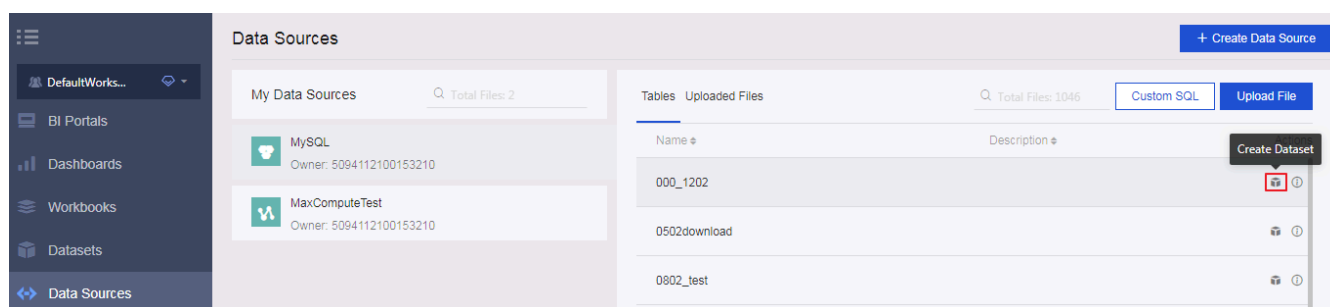 Data Sources
+ Create Data Source
DefaultWorks...
BI Portals
Dashboards
Workbooks
Datasets
Data Sources
My Data Sources
Total Files: 2
MySQL
Owner: 5094112100153210
MaxComputeTest
Owner: 5094112100153210
Tables Uploaded Files
Total Files: 1046
Custom SQL
Upload File
Name
Description
Create Dataset
000_1202
0502download
0802_test